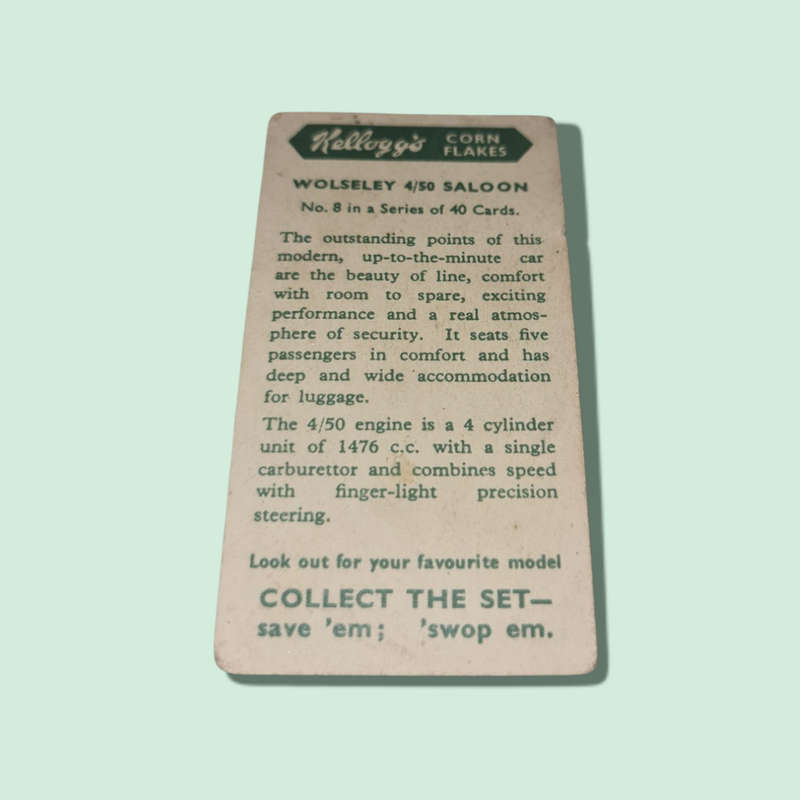 Kellogg's CORN FLAKES
WOLSELEY 4/50 SALOON
No. 8 in a Series of 40 Cards.
The outstanding points of this
modern, up-to-the-minute car
are the beauty of line, comfort
with room to spare, exciting
performance and a real atmos-
phere of security. It seats five
passengers in comfort and has
deep and wide accommodation
for luggage.
The 4/50 engine is a 4 cylinder
unit of 1476 c.c. with a single
carburettor and combines speed
with finger-light precision
steering.
Look out for your favourite model
COLLECT THE SET—
save 'em; 'swop em.